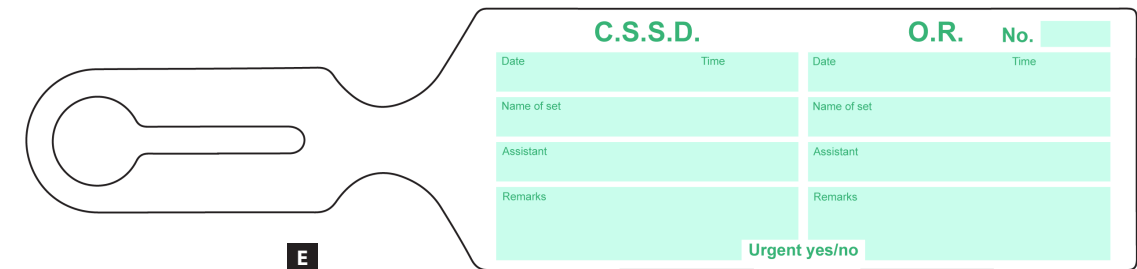 C.S.S.D. O.R. No.
Date Time Date Time
Name of set Name of set
Assistant Assistant
Remarks Remarks
Urgent yes/no
E